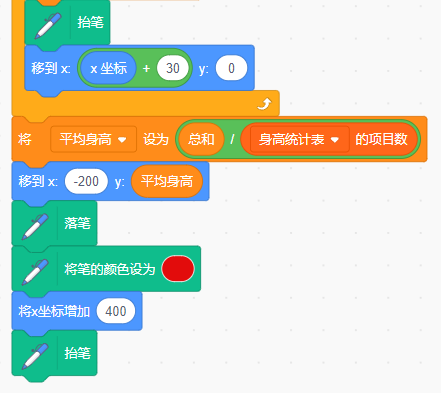 抬笔
移到 x: x 坐标 + 30 y: 0
将 平均身高 设为 总和 / 身高统计表 的项目数
移到 x: -200 y: 平均身高
落笔
将笔的颜色设为
将x坐标增加 400
抬笔